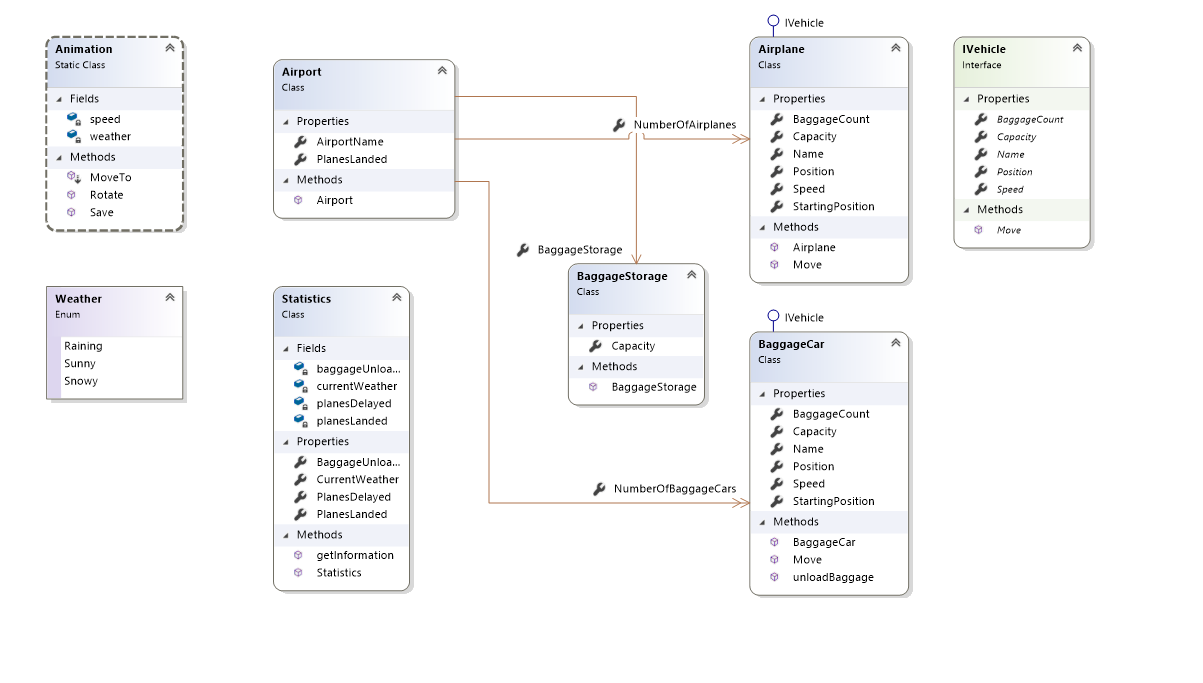 Animation
Static Class
Fields
speed
weather
Methods
MoveTo
Rotate
Save
Weather
Enum
Raining
Sunny
Snowy
Airport
Class
Properties
AirportName
PlanesLanded
Methods
Airport
Statistics
Class
Fields
baggageUnloa...
currentWeather
planesDelayed
planesLanded
Properties
BaggageUnloa...
CurrentWeather
PlanesDelayed
PlanesLanded
Methods
getInformation
Statistics
NumberOfAirplanes
BaggageStorage
BaggageStorage
Class
Properties
Capacity
Methods
BaggageStorage
NumberOfBaggageCars
IVehicle
Airplane
Class
Properties
BaggageCount
Capacity
Name
Position
Speed
StartingPosition
Methods
Airplane
Move
IVehicle
BaggageCar
Class
Properties
BaggageCount
Capacity
Name
Position
Speed
StartingPosition
Methods
BaggageCar
Move
unloadBaggage
IVehicle
Interface
Properties
BaggageCount
Capacity
Name
Position
Speed
Methods
Move